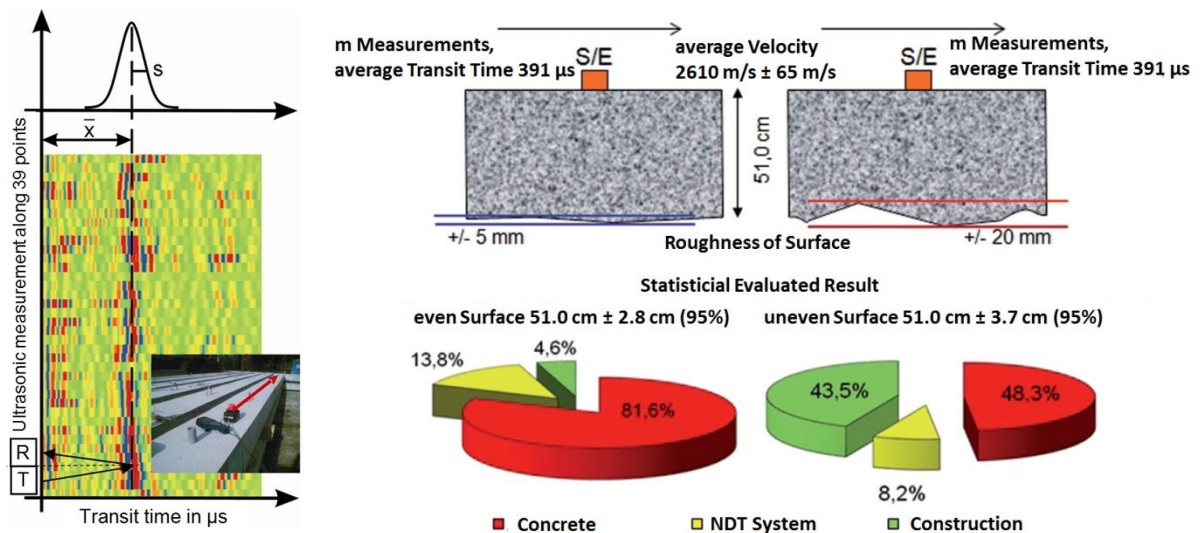 S
x̄
Ultrasonic measurement along 39 points
R
T
Transit time in µs
m Measurements,
average Transit Time 391 µs
S/E
average Velocity
2610 m/s ± 65 m/s
S/E
m Measurements,
average Transit Time 391 µs
51,0 cm
+/- 5 mm
Roughness of Surface
+/- 20 mm
Statisticial Evaluated Result
even Surface 51.0 cm ± 2.8 cm (95%)
uneven Surface 51.0 cm ± 3.7 cm (95%)
13,8%
4,6%
81,6%
43,5%
48,3%
8,2%
Concrete
NDT System
Construction